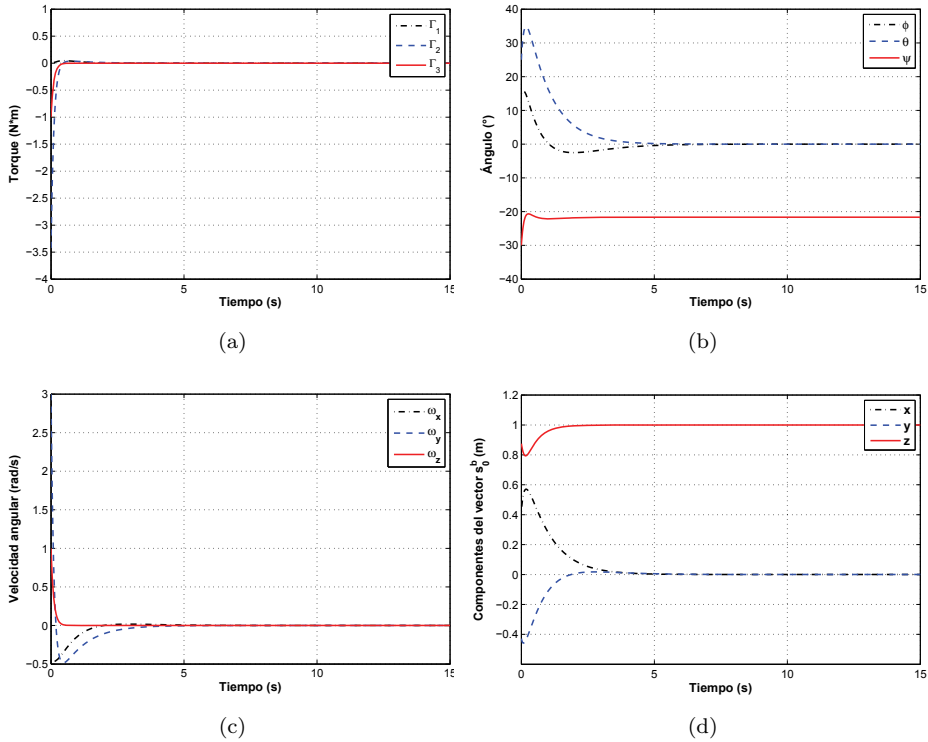 1
0.5
0
−0.5
−1
−1.5
−2
−2.5
−3
−3.5
−4
0
5
10
15
Torque (N*m)
Tiempo (s)
Γ1
Γ2
Γ3
(a)
40
30
20
10
0
−10
−20
−30
−40
0
5
10
15
Ángulo (°)
Tiempo (s)
ϕ
θ
ψ
(b)
3
2.5
2
1.5
1
0.5
0
−0.5
0
5
10
15
Velocidad angular (rad/s)
Tiempo (s)
ωx
ωy
ωz
(c)
1.2
1
0.8
0.6
0.4
0.2
0
−0.2
−0.4
0
5
10
15
Componentes del vector s0b (m)
Tiempo (s)
x
y
z
(d)